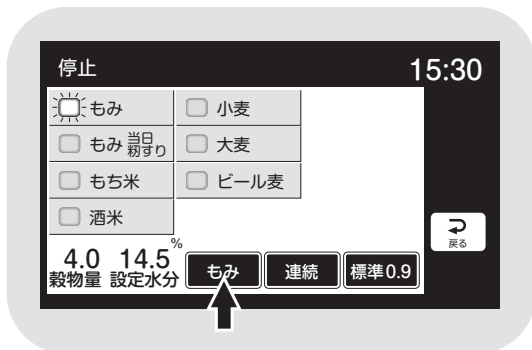 停止 15:30
もみ 小麦
もみ 当日籾すり 大麦
もち米 ビール麦
酒米
戻る
4.0 14.5% もみ 連続 標準0.9
穀物量 設定水分